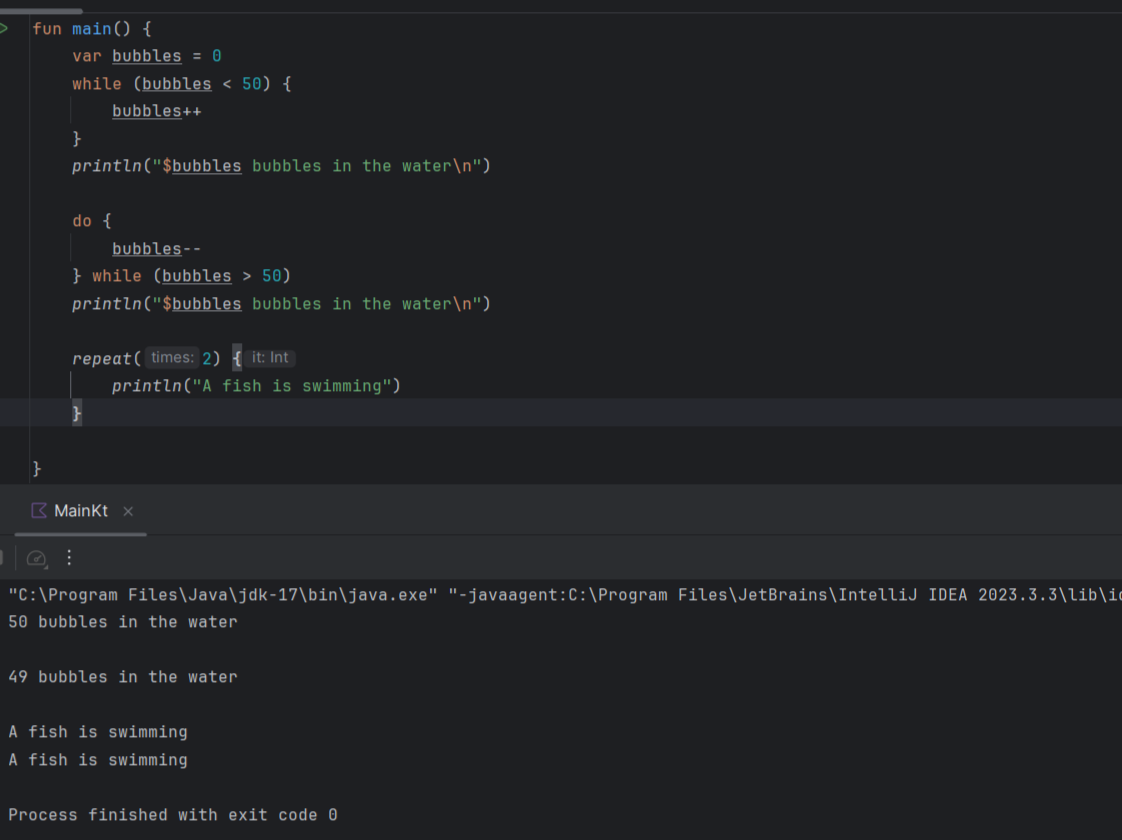 fun main() {
var bubbles = 0
while (bubbles < 50) {
bubbles++
}
println("$bubbles bubbles in the water\n")
do {
bubbles--
} while (bubbles > 50)
println("$bubbles bubbles in the water\n")
repeat( times: 2) { it: Int
println("A fish is swimming")
}
}
MainKt ×
"C:\Program Files\Java\jdk-17\bin\java.exe" "-javaagent:C:\Program Files\JetBrains\IntelliJ IDEA 2023.3.3\lib\
50 bubbles in the water
49 bubbles in the water
A fish is swimming
A fish is swimming
Process finished with exit code 0